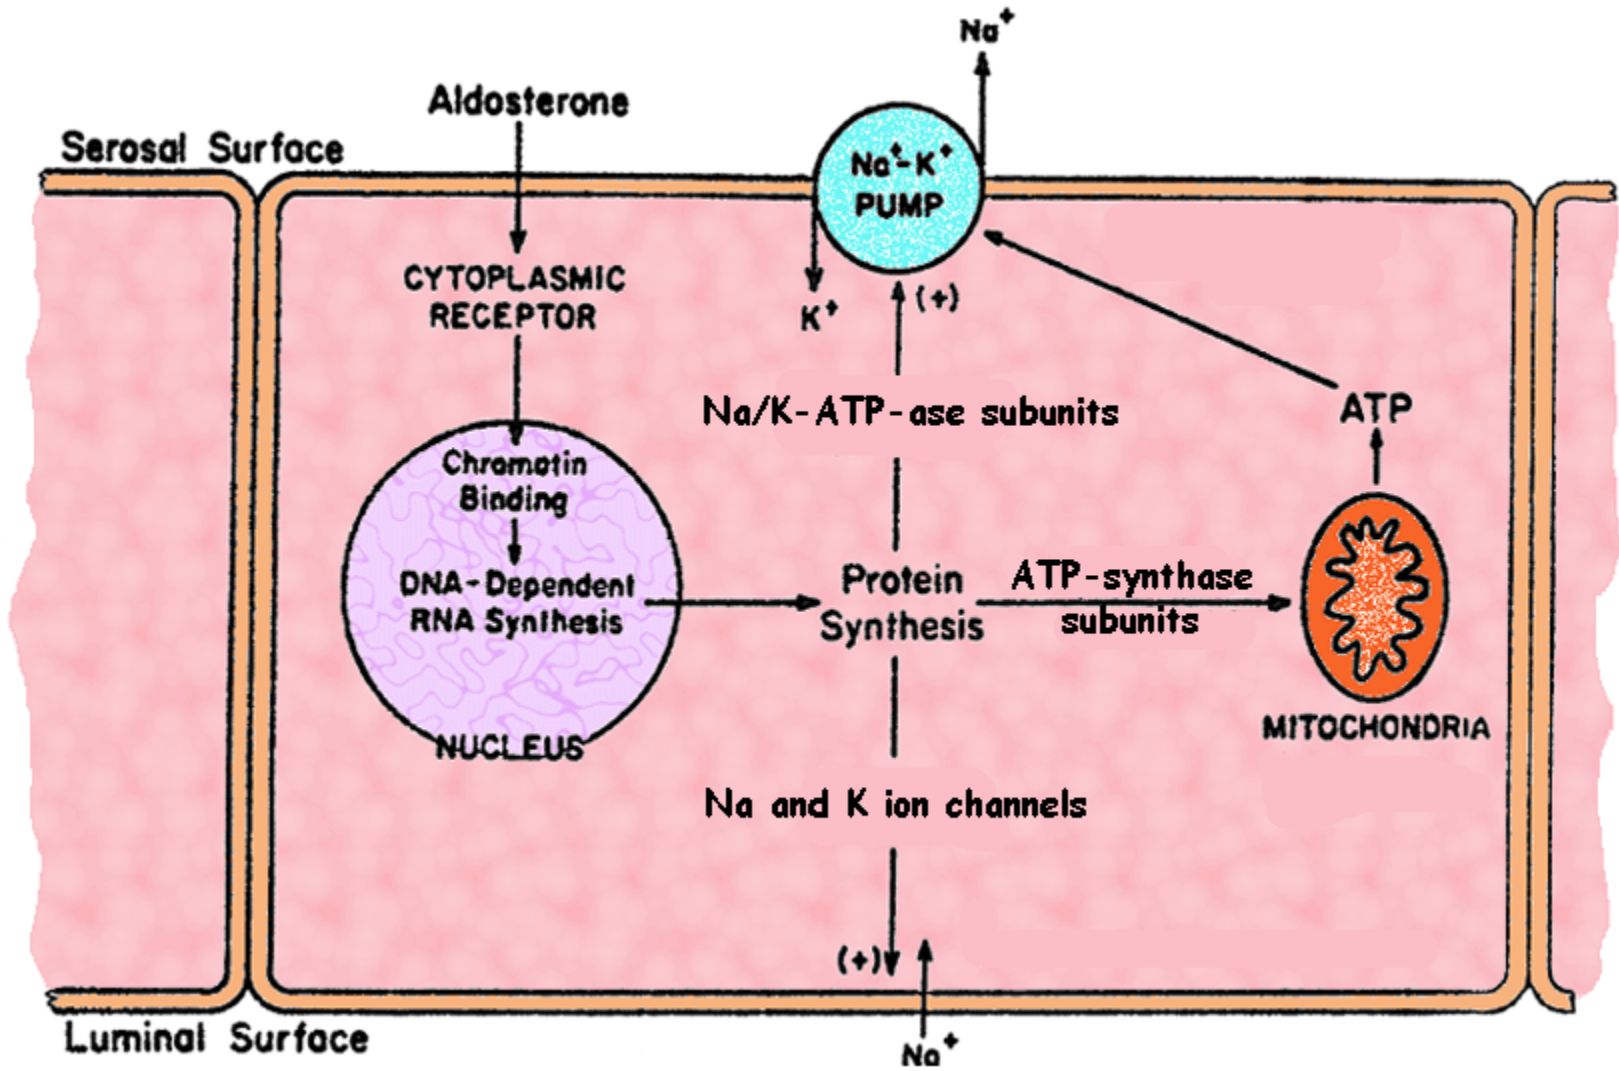 Na⁺
Aldosterone
Serosal Surface
Na⁺-K⁺
PUMP
CYTOPLASMIC
RECEPTOR
K⁺
(+)
Na/K-ATP-ase subunits
ATP
Chromatin
Binding
DNA-Dependent
RNA Synthesis
NUCLEUS
Protein
Synthesis
ATP-synthase
subunits
MITOCHONDRIA
Na and K ion channels
(+)
Luminal Surface
Na⁺